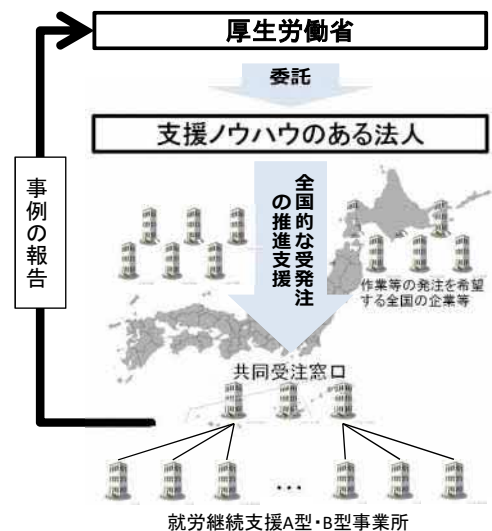 厚生労働省
委託
支援ノウハウのある法人
全国的な受発注
の推進支援
事例の報告
作業等の発注を希望
する全国の企業等
共同受注窓口
…
就労継続支援A型・B型事業所